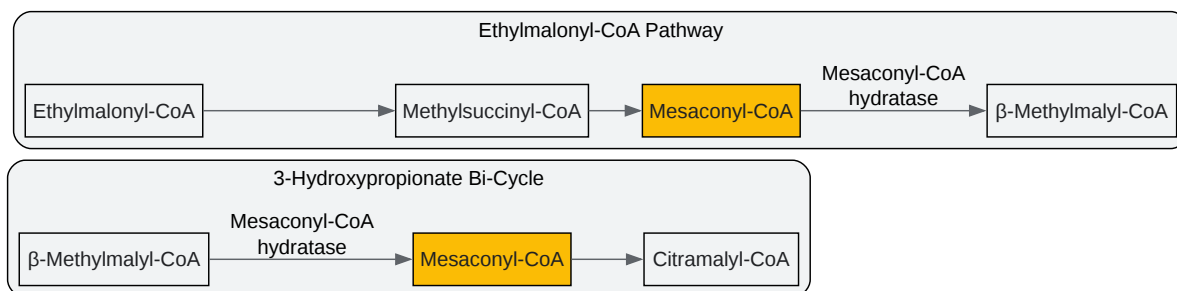 Ethylmalonyl-CoA Pathway
Mesaconyl-CoA
hydratase
Ethylmalonyl-CoA
Methylsuccinyl-CoA
Mesaconyl-CoA
β-Methylmalyl-CoA
3-Hydroxypropionate Bi-Cycle
Mesaconyl-CoA
hydratase
β-Methylmalyl-CoA
Mesaconyl-CoA
Citramalyl-CoA